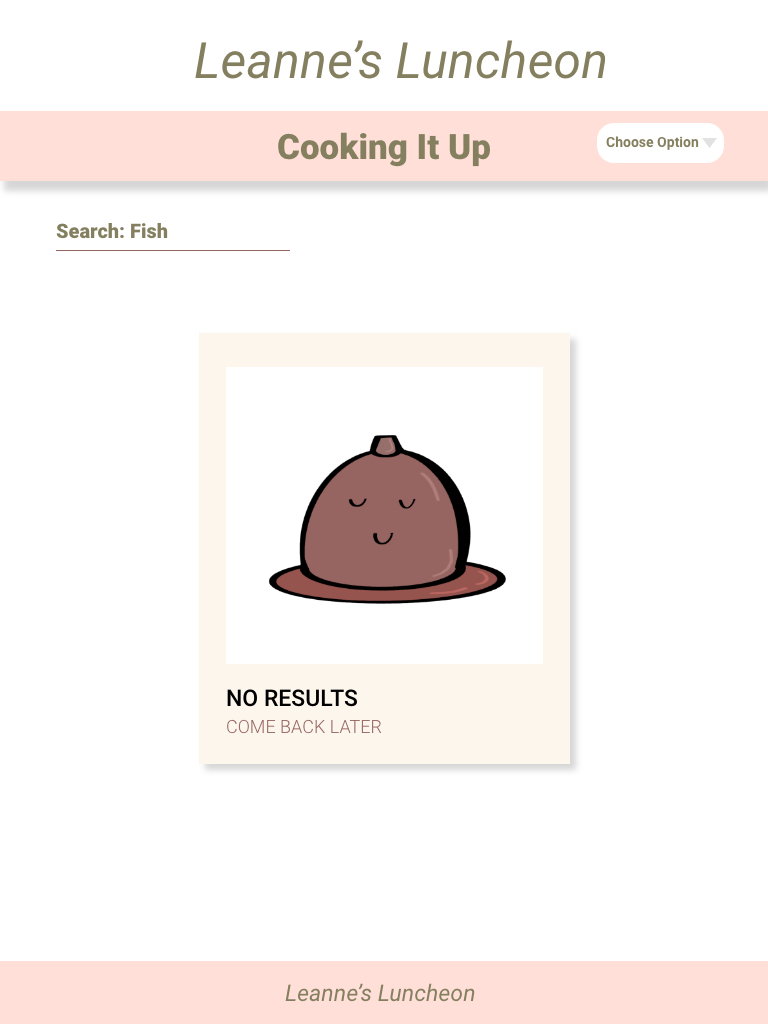 Leanne’s Luncheon
Cooking It Up
Choose Option
Search: Fish
NO RESULTS
COME BACK LATER
Leanne’s Luncheon